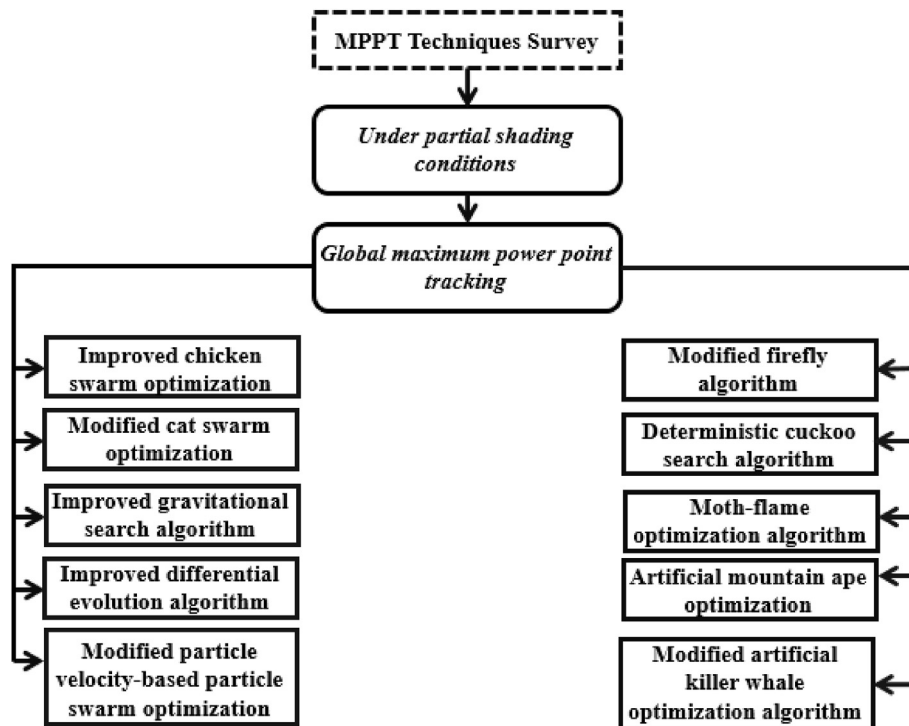 MPPT Techniques Survey
Under partial shading
conditions
Global maximum power point
tracking
Improved chicken
swarm optimization
Modified cat swarm
optimization
Improved gravitational
search algorithm
Improved differential
evolution algorithm
Modified particle
velocity-based particle
swarm optimization
Modified firefly
algorithm
Deterministic cuckoo
search algorithm
Moth-flame
optimization algorithm
Artificial mountain ape
optimization
Modified artificial
killer whale
optimization algorithm